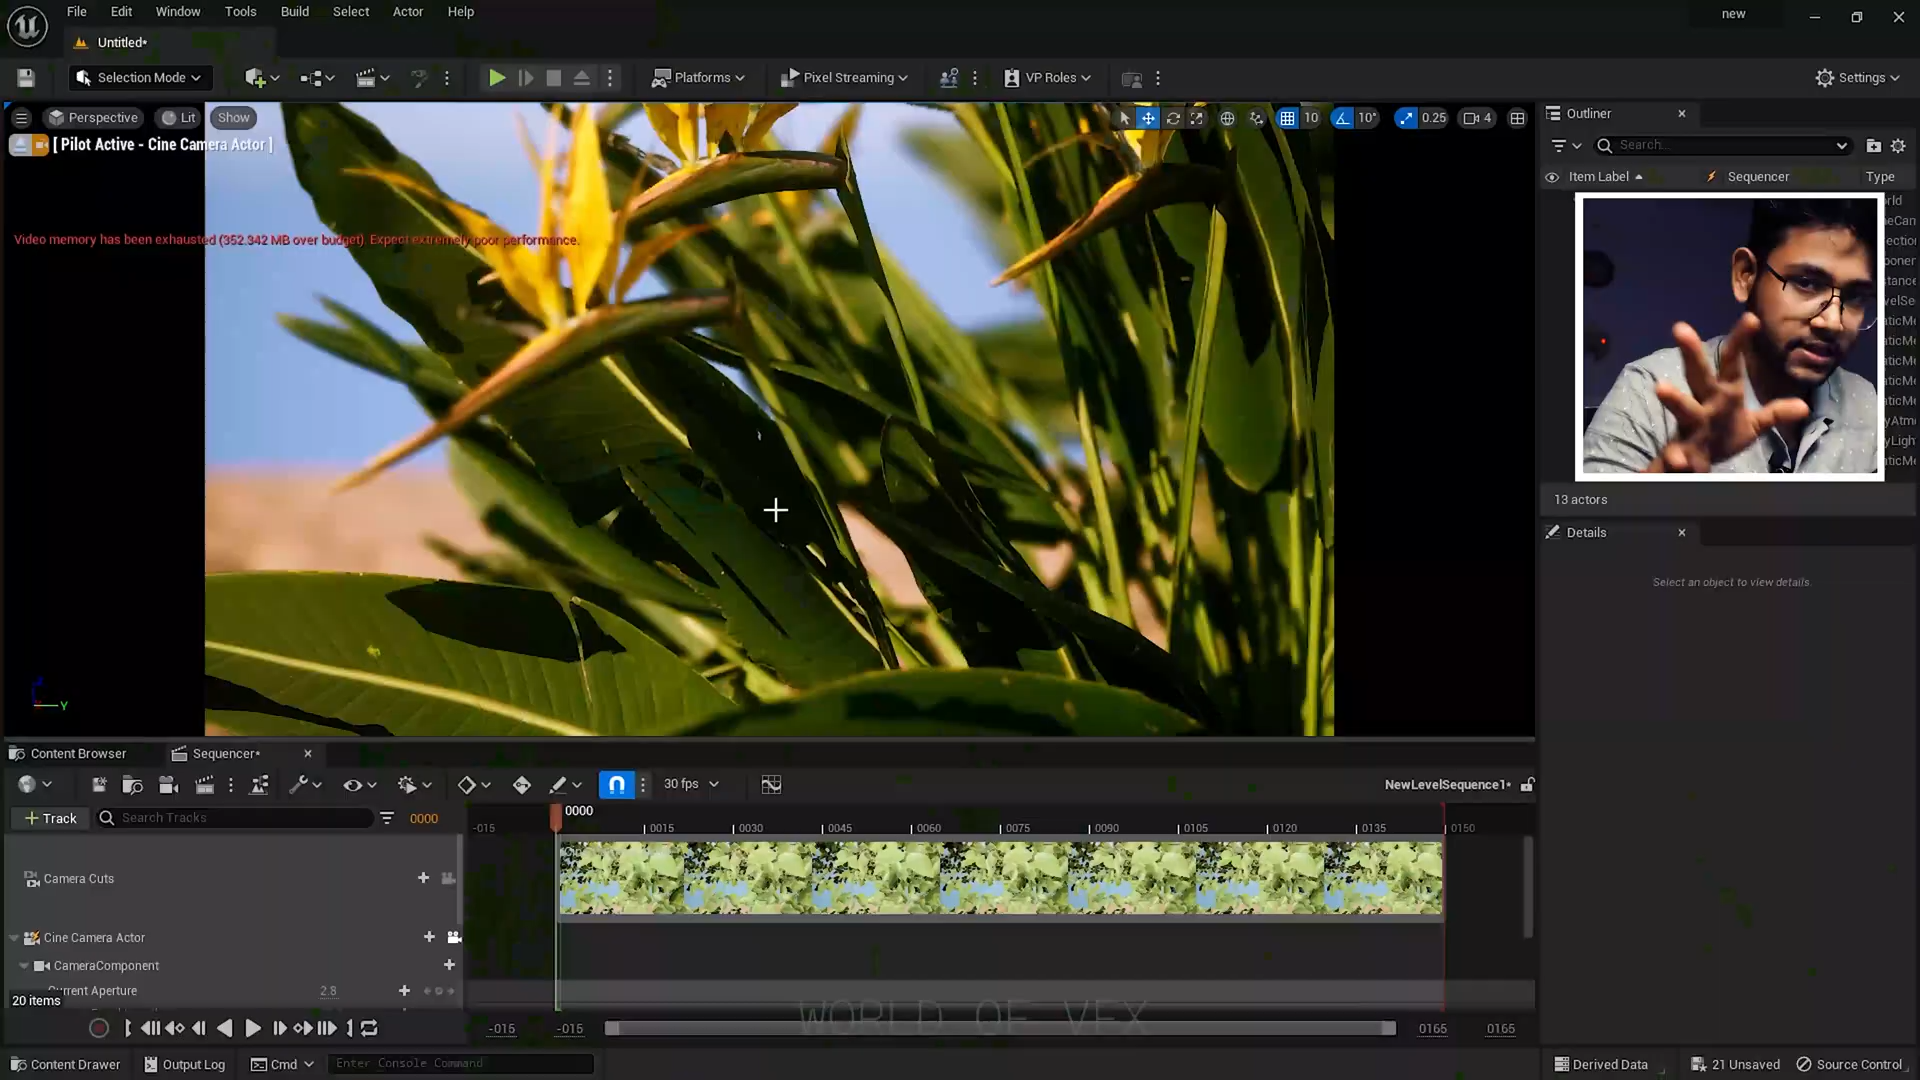 File Edit Window Tools Build Select Actor Help
new
Untitled*
Selection Mode
Platforms
Pixel Streaming
VP Roles
Settings
Perspective
Lit
Show
10
10°
0.25
4
[ Pilot Active - Cine Camera Actor ]
Video memory has been exhausted (352.342 MB over budget). Expect extremely poor performance.
Y
Outliner
Search...
Item Label
Sequencer
Type
13 actors
Details
Select an object to view details.
Content Browser
Sequencer*
30 fps
NewLevelSequence1*
Track
Search Tracks
0000
-015
0000
0015
0030
0045
0060
0075
0090
0105
0120
0135
0150
Camera Cuts
Cine Camera Actor
CameraComponent
Current Aperture
2.8
20 items
WORLD OF VFX
-015
-015
0165
0165
Content Drawer
Output Log
Cmd
Enter Console Command
Derived Data
21 Unsaved
Source Control